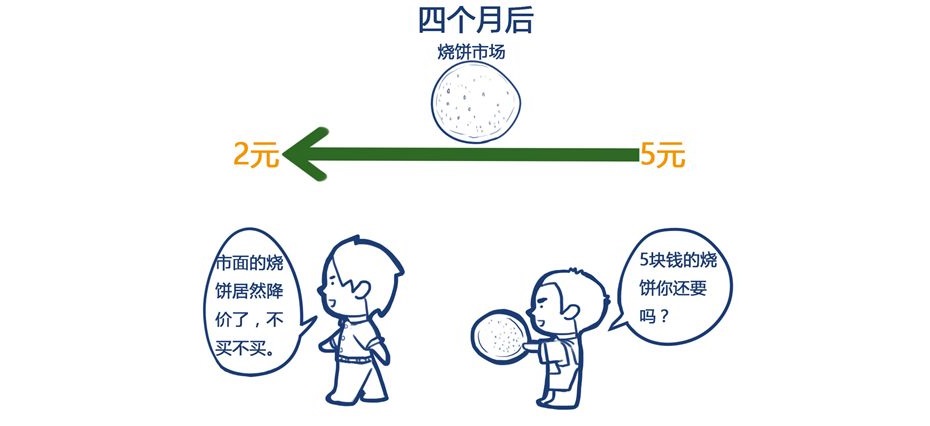 四个月后
烧饼市场
2元
5元
市面的烧
饼居然降
价了，不
买不买。
5块钱的烧
饼你还要
吗？